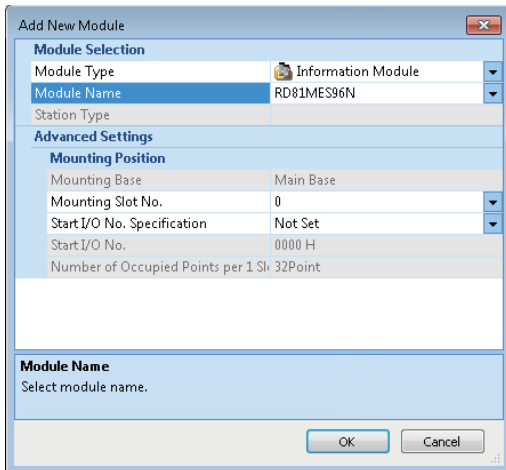 Add New Module
Module Selection
Module Type Information Module
Module Name RD81MES96N
Station Type
Advanced Settings
Mounting Position
Mounting Base Main Base
Mounting Slot No. 0
Start I/O No. Specification Not Set
Start I/O No. 0000 H
Number of Occupied Points per 1 Sl 32Point
Module Name
Select module name.
OK Cancel